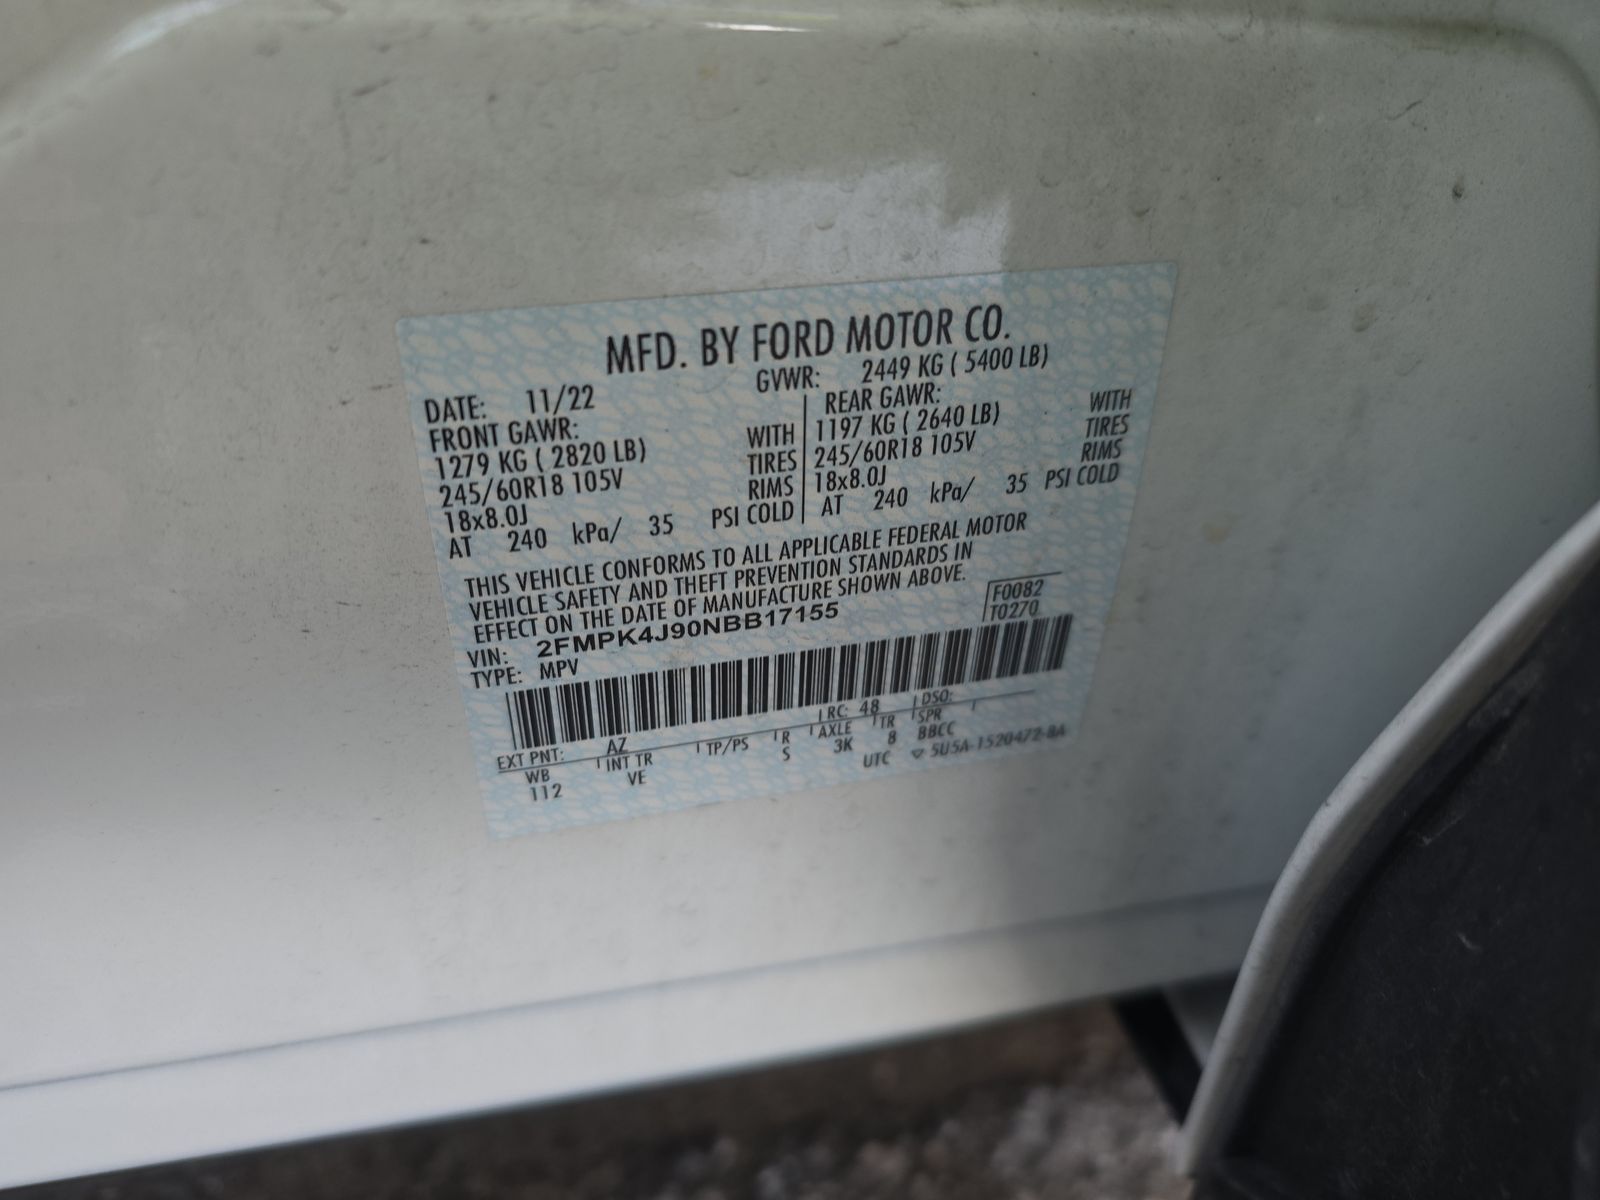 MFD. BY FORD MOTOR CO.
DATE: 11/22 GVWR: 2449 KG ( 5400 LB)
FRONT GAWR: REAR GAWR:
1279 KG ( 2820 LB) WITH 1197 KG ( 2640 LB) WITH
245/60R18 105V TIRES 245/60R18 105V TIRES
18x8.0J RIMS 18x8.0J RIMS
AT 240 kPa/ 35 PSI COLD AT 240 kPa/ 35 PSI COLD
THIS VEHICLE CONFORMS TO ALL APPLICABLE FEDERAL MOTOR
VEHICLE SAFETY AND THEFT PREVENTION STANDARDS IN
EFFECT ON THE DATE OF MANUFACTURE SHOWN ABOVE.
VIN: 2FMPK4J90NBB17155 F0082
TYPE: MPV T0270
EXT PNT: AZ RC: 48 DSO:
WB INT TR TP/PS R AXLE TR SPR
112 VE S 3K 8 BBCC
UTC 5U5A-1520472-BA